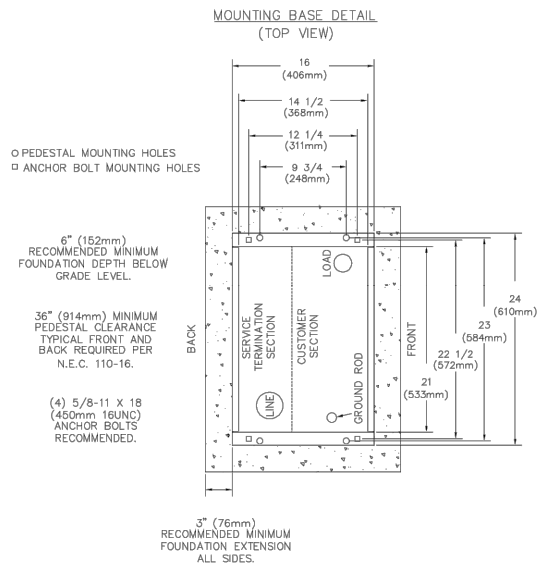 MOUNTING BASE DETAIL
(TOP VIEW)
16
(406mm)
14 1/2
(368mm)
12 1/4
(311mm)
9 3/4
(248mm)
PEDESTAL MOUNTING HOLES
ANCHOR BOLT MOUNTING HOLES
6" (152mm)
RECOMMENDED MINIMUM
FOUNDATION DEPTH BELOW
GRADE LEVEL.
36" (914mm) MINIMUM
PEDESTAL CLEARANCE
TYPICAL FRONT AND
BACK REQUIRED PER
N.E.C. 110-16.
(4) 5/8-11 X 18
(450mm 16UNC)
ANCHOR BOLTS
RECOMMENDED.
BACK
SERVICE
TERMINATION
SECTION
CUSTOMER
SECTION
LOAD
LINE
GROUND ROD
FRONT
21
(533mm)
22 1/2
(572mm)
23
(584mm)
24
(610mm)
3" (76mm)
RECOMMENDED MINIMUM
FOUNDATION EXTENSION
ALL SIDES.